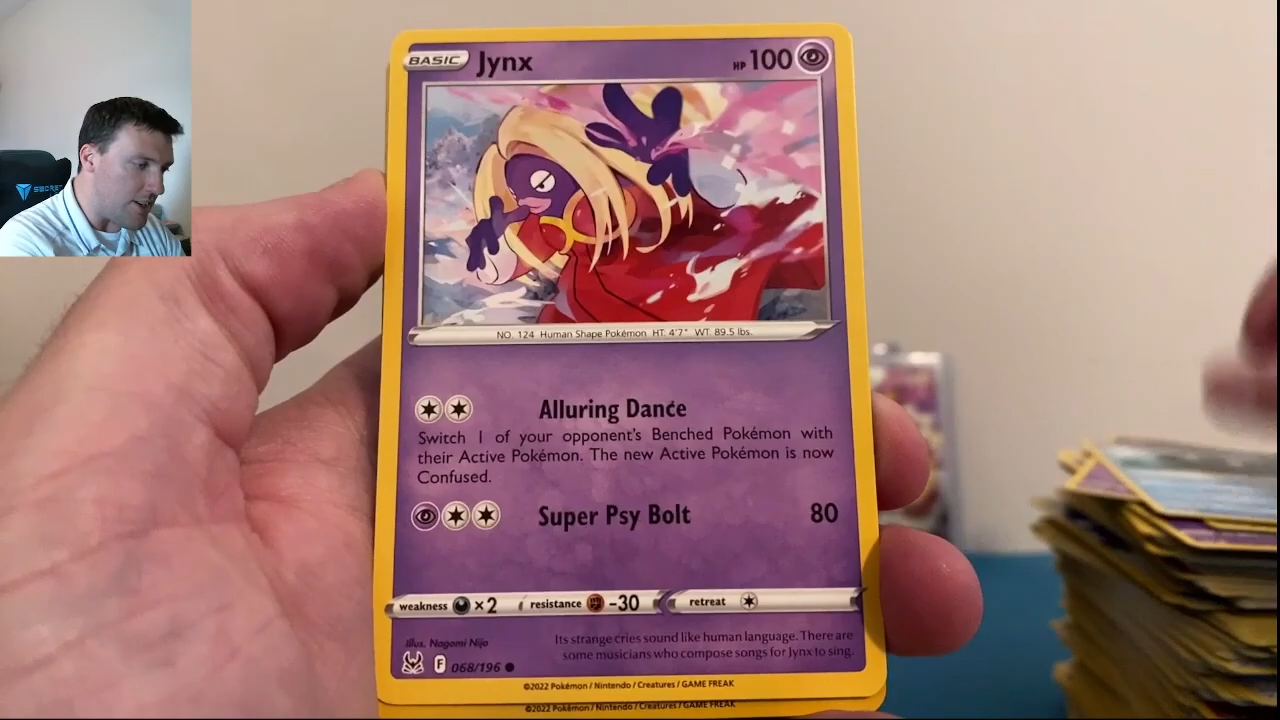 BASIC Jynx HP 100
NO. 124 Human Shape Pokémon HT: 4'7" WT: 89.5 lbs.
Alluring Dance
Switch 1 of your opponent's Benched Pokémon with
their Active Pokémon. The new Active Pokémon is now
Confused.
Super Psy Bolt 80
weakness ×2 resistance -30 retreat
Illus. Nagomi Nijo
Its strange cries sound like human language. There are
some musicians who compose songs for Jynx to sing.
F 068/196
©2022 Pokémon / Nintendo / Creatures / GAME FREAK
©2022 Pokémon / Nintendo / Creatures / GAME FREAK